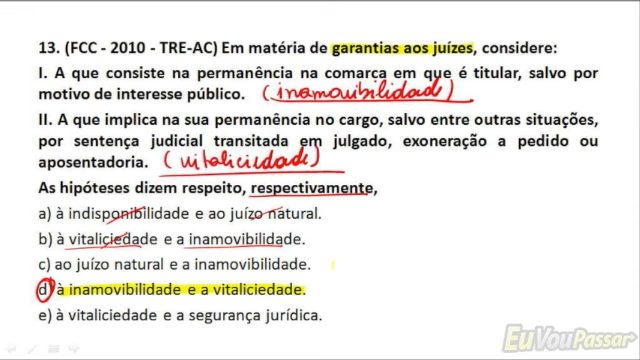 13. (FCC - 2010 - TRE-AC) Em matéria de garantias aos juízes, considere:
I. A que consiste na permanência na comarca em que é titular, salvo por
motivo de interesse público. (inamovibilidade)
II. A que implica na sua permanência no cargo, salvo entre outras situações,
por sentença judicial transitada em julgado, exoneração a pedido ou
aposentadoria. (vitaliciedade)
As hipóteses dizem respeito, respectivamente,
a) à indisponibilidade e ao juízo natural.
b) à vitaliciedade e a inamovibilidade.
c) ao juízo natural e a inamovibilidade.
d) à inamovibilidade e a vitaliciedade.
e) à vitaliciedade e a segurança jurídica.
EuVouPassar